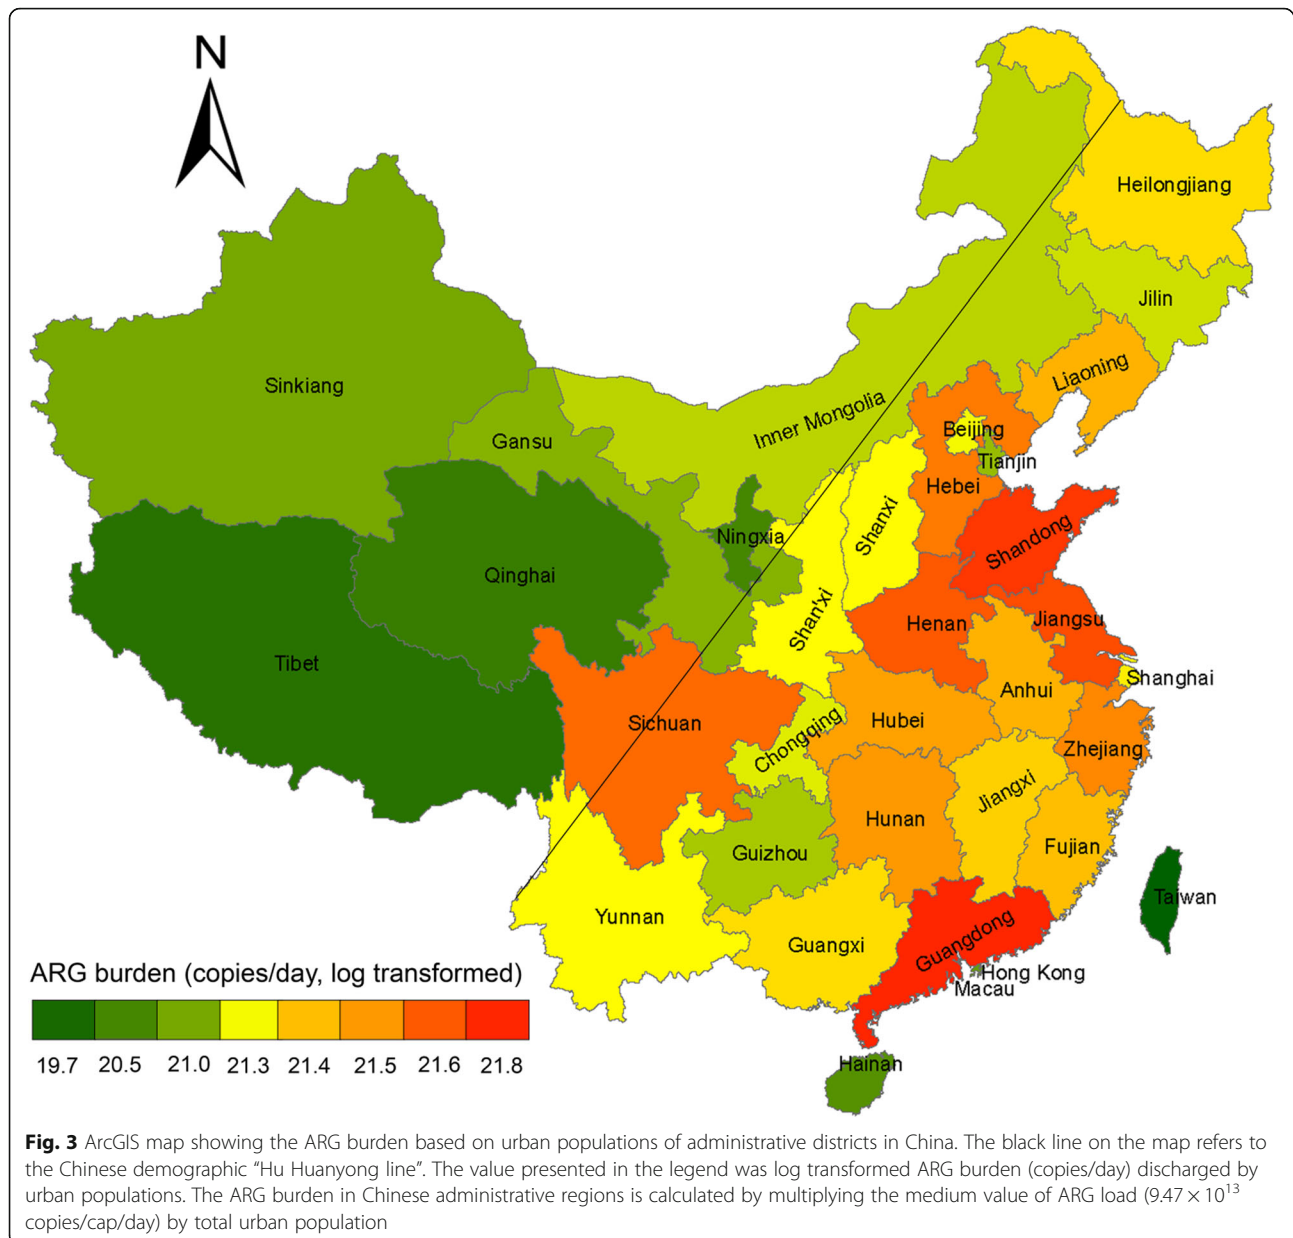 N
Heilongjiang
Jilin
Liaoning
Sinkiang
Inner Mongolia
Gansu
Beijing
Tianjin
Hebei
Shanxi
Shandong
Ningxia
Qinghai
Shan'xi
Henan
Jiangsu
Tibet
Shanghai
Anhui
Sichuan
Hubei
Chongqing
Zhejiang
Jiangxi
Hunan
Fujian
Guizhou
Taiwan
Yunnan
Guangxi
Guangdong
Hong Kong
Macau
Hainan
ARG burden (copies/day, log transformed)
19.7 20.5 21.0 21.3 21.4 21.5 21.6 21.8
Fig. 3 ArcGIS map showing the ARG burden based on urban populations of administrative districts in China. The black line on the map refers to
the Chinese demographic “Hu Huanyong line”. The value presented in the legend was log transformed ARG burden (copies/day) discharged by
urban populations. The ARG burden in Chinese administrative regions is calculated by multiplying the medium value of ARG load (9.47 × 10¹³
copies/cap/day) by total urban population